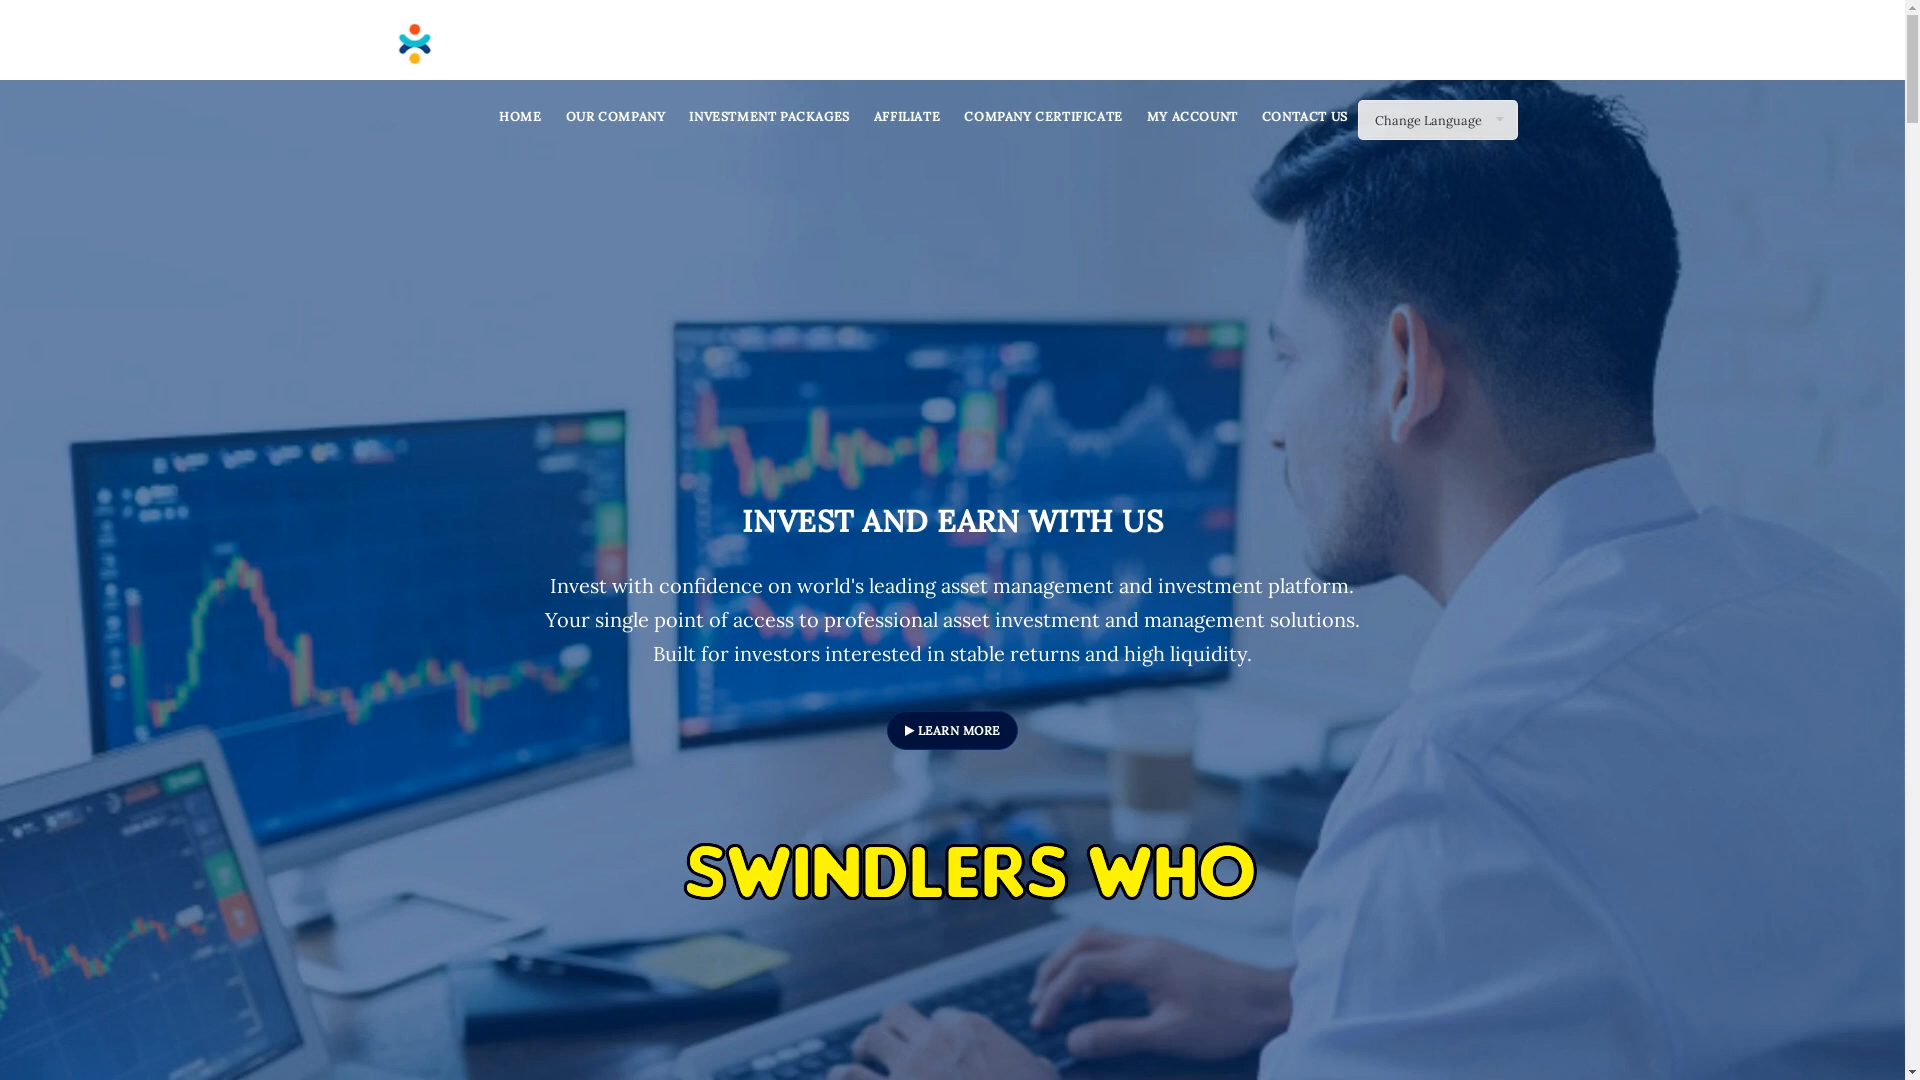 HOME OUR COMPANY INVESTMENT PACKAGES AFFILIATE COMPANY CERTIFICATE MY ACCOUNT CONTACT US Change Language
INVEST AND EARN WITH US
Invest with confidence on world's leading asset management and investment platform.
Your single point of access to professional asset investment and management solutions.
Built for investors interested in stable returns and high liquidity.
LEARN MORE
SWINDLERS WHO